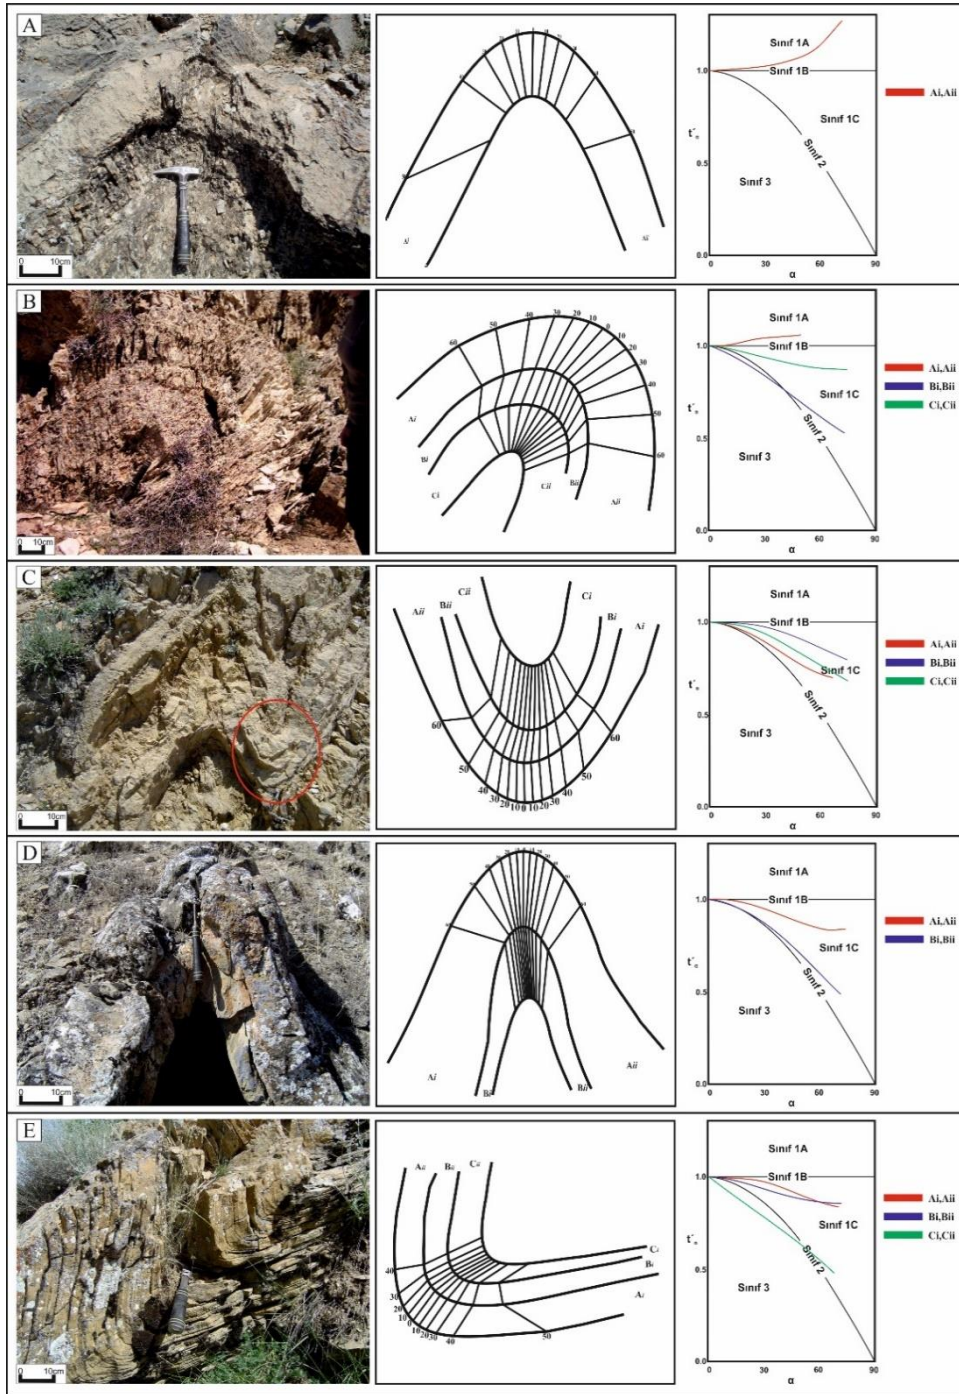 A
0 10cm
Ai
Aii
Sınıf 1A
1.0
Sınıf 1B
Sınıf 1C
t'α
0.5
Sınıf 2
Sınıf 3
0.0
0 30 60 90
α
Ai,Aii
B
0 10cm
60 50 40 30 20 10 0 10 20 30 40 50 60
Ai
Bi
Ci
Cii
Bii
Aii
Sınıf 1A
1.0
Sınıf 1B
Sınıf 1C
t'α
0.5
Sınıf 2
Sınıf 3
0.0
0 30 60 90
α
Ai,Aii
Bi,Bii
Ci,Cii
C
0 10cm
Aii
Bii
Cii
Ci
Bi
Ai
60 50 40 30 20 10 0 10 20 30 40 50 60
Sınıf 1A
1.0
Sınıf 1B
Sınıf 1C
t'α
0.5
Sınıf 2
Sınıf 3
0.0
0 30 60 90
α
Ai,Aii
Bi,Bii
Ci,Cii
D
0 10cm
Ai
Bi
Bii
Aii
Sınıf 1A
1.0
Sınıf 1B
Sınıf 1C
t'α
0.5
Sınıf 2
Sınıf 3
0.0
0 30 60 90
α
Ai,Aii
Bi,Bii
E
0 10cm
Aii
Bii
Cii
Ci
Bi
Ai
40 30 20 10 0 10 20 30 40 50
Sınıf 1A
1.0
Sınıf 1B
Sınıf 1C
t'α
0.5
Sınıf 2
Sınıf 3
0.0
0 30 60 90
α
Ai,Aii
Bi,Bii
Ci,Cii